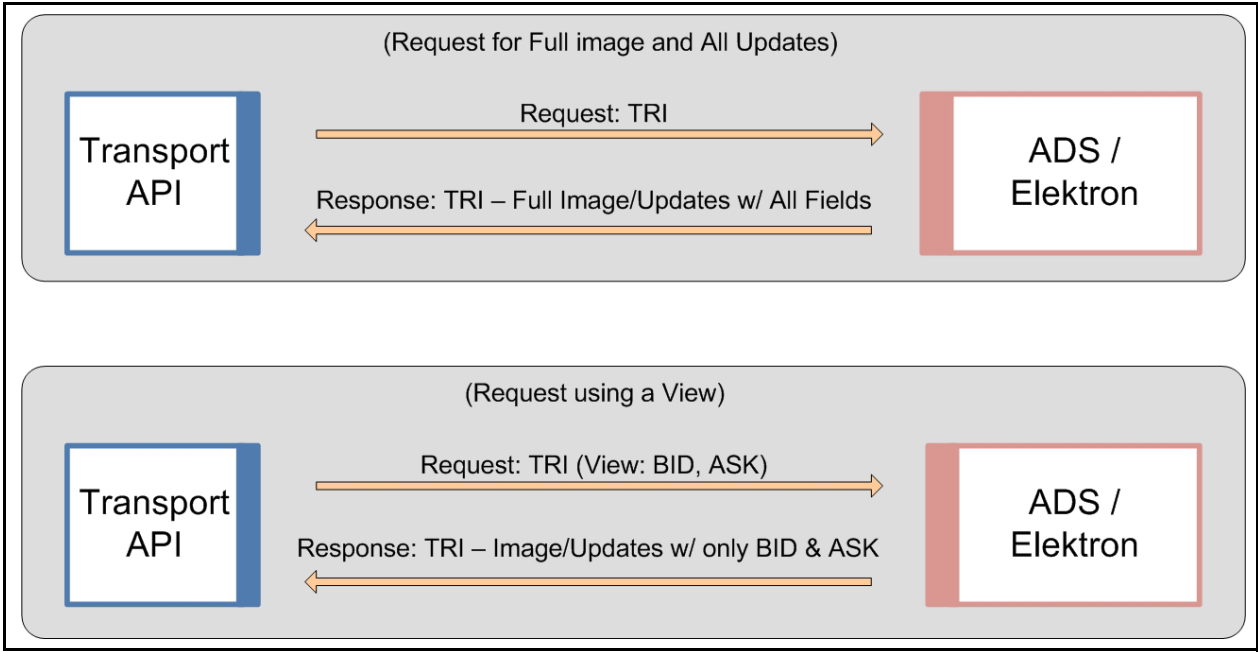 (Request for Full image and All Updates)
Transport
API
Request: TRI
Response: TRI – Full Image/Updates w/ All Fields
ADS /
Elektron
(Request using a View)
Transport
API
Request: TRI (View: BID, ASK)
Response: TRI – Image/Updates w/ only BID & ASK
ADS /
Elektron